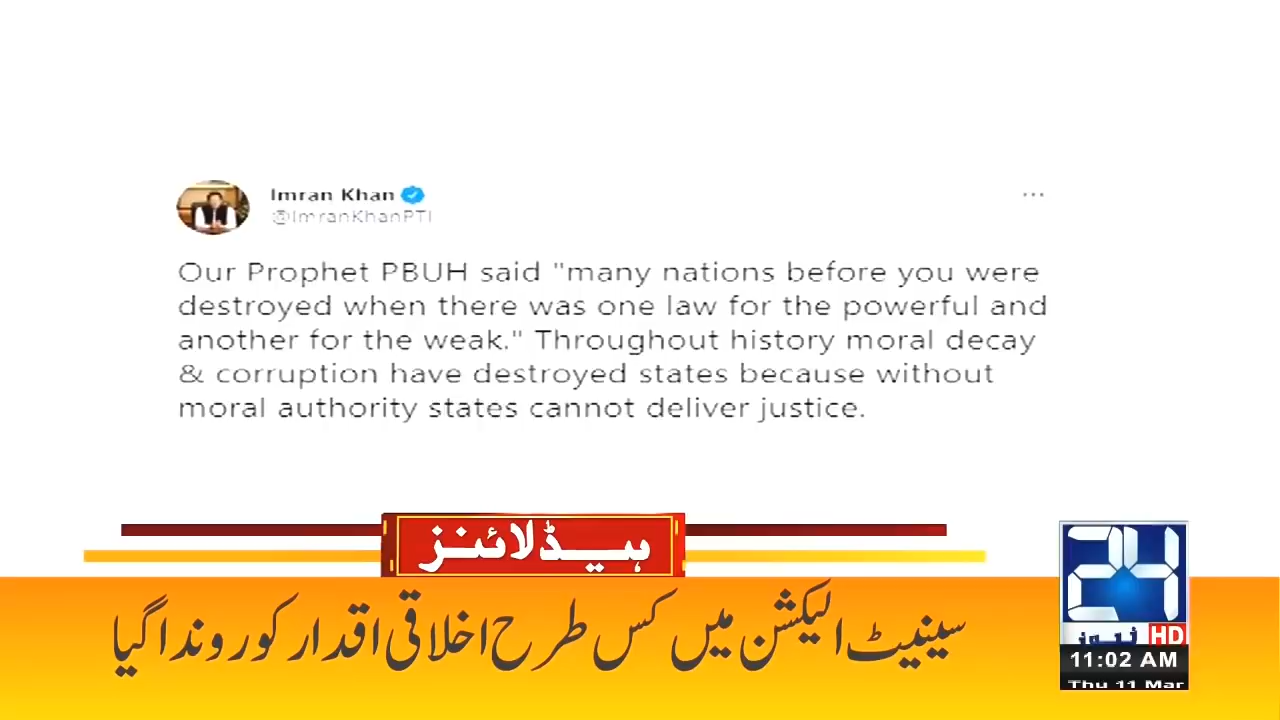 Imran Khan
@ImranKhanPTI
Our Prophet PBUH said "many nations before you were
destroyed when there was one law for the powerful and
another for the weak." Throughout history moral decay
& corruption have destroyed states because without
moral authority states cannot deliver justice.
ہیڈلائنز
سینیٹ الیکشن میں کس طرح اخلاقی اقدار کو روندا گیا
24
نیوز HD
11:02 AM
Thu 11 Mar